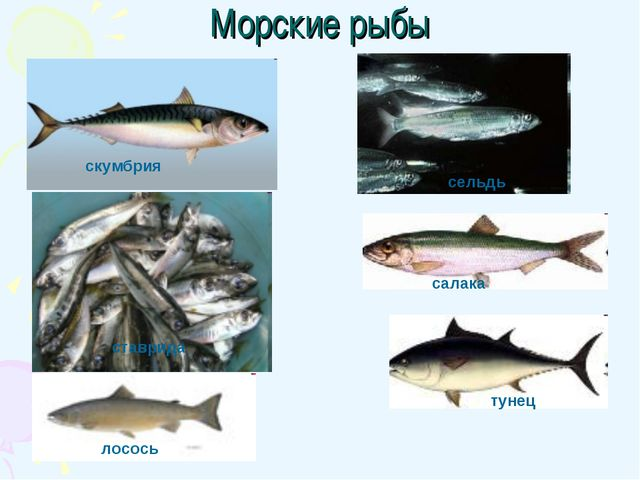 Морские рыбы
скумбрия
сельдь
ставрида
салака
тунец
лосось